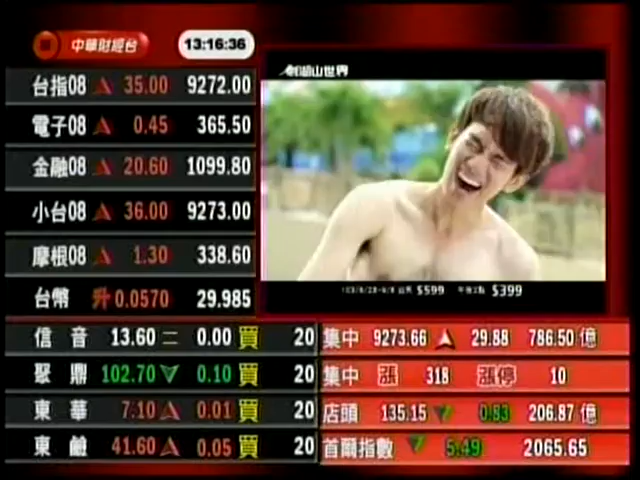 中華財經台 13:16:36
劍湖山世界
台指08 35.00 9272.00
電子08 0.45 365.50
金融08 20.60 1099.80
小台08 36.00 9273.00
摩根08 1.30 338.60
台幣 升 0.0570 29.985
$599 $399
信音 13.60 二 0.00 買 20
聚鼎 102.70 0.10 買 20
東華 7.10 0.01 買 20
東鹼 41.60 0.05 買 20
集中 9273.66 29.88 786.50 億
集中 漲 318 漲停 10
店頭 135.15 0.83 206.87 億
首爾指數 5.49 2065.65